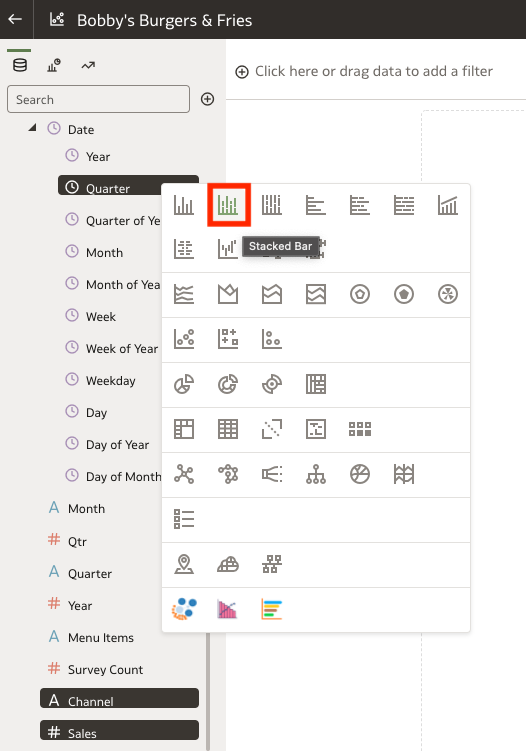 Bobby's Burgers & Fries
Click here or drag data to add a filter
Search
Date
Year
Quarter
Quarter of Ye
Month
Month of Yea
Stacked Bar
Week
Week of Year
Weekday
Day
Day of Year
Day of Month
A Month
# Qtr
A Quarter
# Year
A Menu Items
# Survey Count
A Channel
# Sales